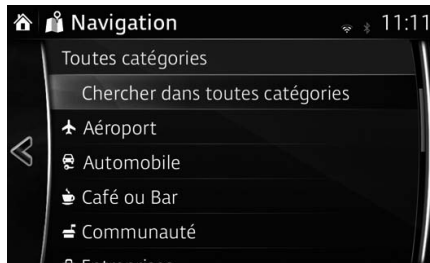 Navigation 11:11
Toutes catégories
Chercher dans toutes catégories
Aéroport
Automobile
Café ou Bar
Communauté